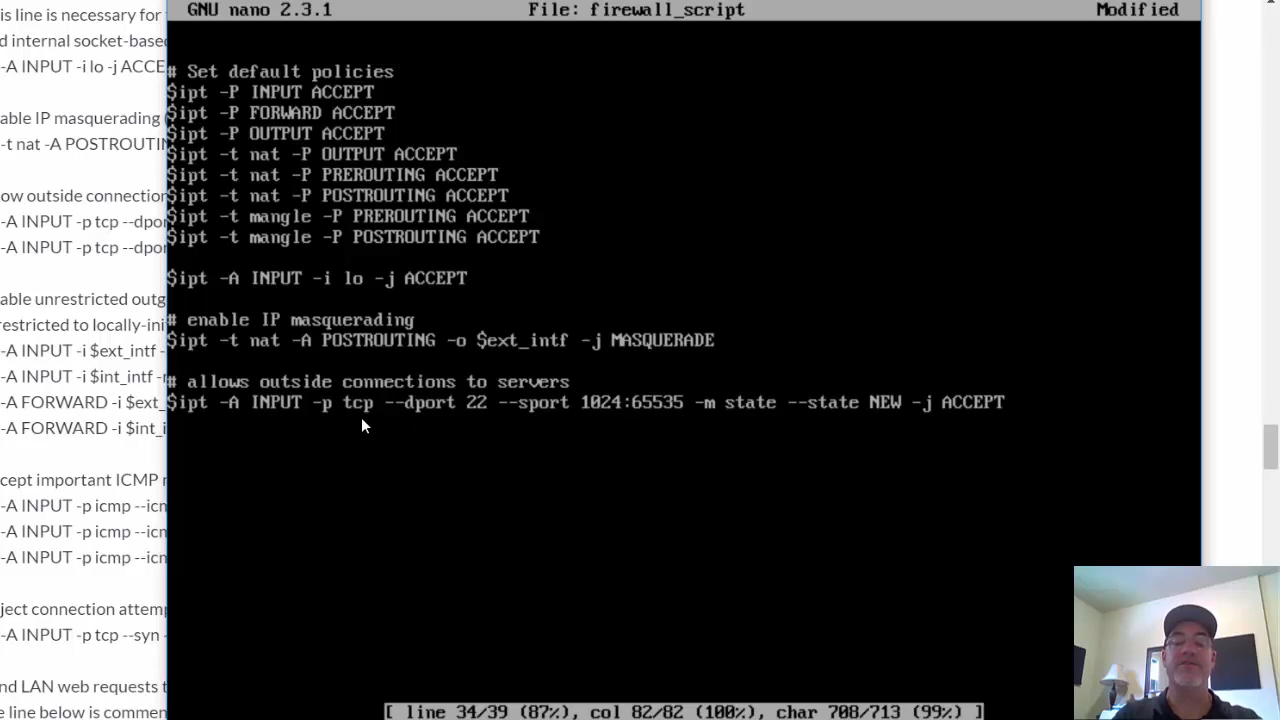 GNU nano 2.3.1 File: firewall_script Modified
# Set default policies
$ipt -P INPUT ACCEPT
$ipt -P FORWARD ACCEPT
$ipt -P OUTPUT ACCEPT
$ipt -t nat -P OUTPUT ACCEPT
$ipt -t nat -P PREROUTING ACCEPT
$ipt -t nat -P POSTROUTING ACCEPT
$ipt -t mangle -P PREROUTING ACCEPT
$ipt -t mangle -P POSTROUTING ACCEPT
$ipt -A INPUT -i lo -j ACCEPT
# enable IP masquerading
$ipt -t nat -A POSTROUTING -o $ext_intf -j MASQUERADE
# allows outside connections to servers
$ipt -A INPUT -p tcp --dport 22 --sport 1024:65535 -m state --state NEW -j ACCEPT
[ line 34/39 (87%), col 82/82 (100%), char 708/713 (99%) ]
is line is necessary for
d internal socket-base
-A INPUT -i lo -j ACCE
able IP masquerading (
-t nat -A POSTROUTIN
ow outside connection
-A INPUT -p tcp --dpor
-A INPUT -p tcp --dpor
able unrestricted outg
restricted to locally-ini
-A INPUT -i $ext_intf -
-A INPUT -i $int_intf -
-A FORWARD -i $ext_
-A FORWARD -i $int_i
cept important ICMP
-A INPUT -p icmp --icm
-A INPUT -p icmp --icm
-A INPUT -p icmp --icm
ject connection attemp
-A INPUT -p tcp --syn -
nd LAN web requests t
e line below is commen